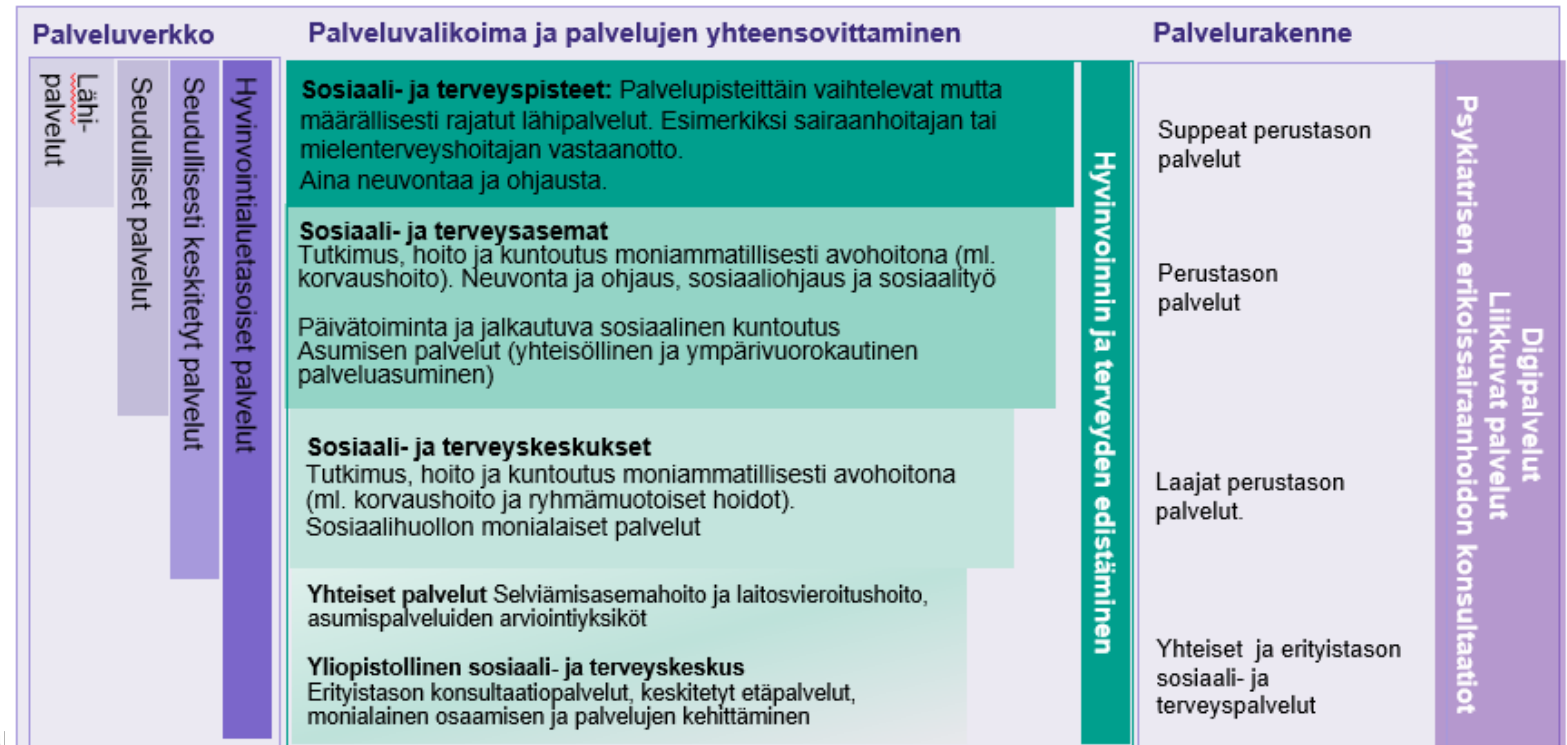 Palveluverkko
Palveluvalikoima ja palvelujen yhteensovittaminen
Palvelurakenne
Lähi-
palvelut
Seudulliset palvelut
Seudullisesti keskitetyt palvelut
Hyvinvointialuetasoiset palvelut
Sosiaali- ja terveyspisteet: Palvelupisteittäin vaihtelevat mutta
määrällisesti rajatut lähipalvelut. Esimerkiksi sairaanhoitajan tai
mielenterveyshoitajan vastaanotto.
Aina neuvontaa ja ohjausta.
Sosiaali- ja terveysasemat
Tutkimus, hoito ja kuntoutus moniammatillisesti avohoitona (ml.
korvaushoito). Neuvonta ja ohjaus, sosiaaliohjaus ja sosiaalityö
Päivätoiminta ja jalkautuva sosiaalinen kuntoutus
Asumisen palvelut (yhteisöllinen ja ympärivuorokautinen
palveluasuminen)
Sosiaali- ja terveyskeskukset
Tutkimus, hoito ja kuntoutus moniammatillisesti avohoitona
(ml. korvaushoito ja ryhmämuotoiset hoidot).
Sosiaalihuollon monialaiset palvelut
Yhteiset palvelut Selviämisasemahoito ja laitosvieroitushoito,
asumispalveluiden arviointiyksiköt
Yliopistollinen sosiaali- ja terveyskeskus
Erityistason konsultaatiopalvelut, keskitetyt etäpalvelut,
monialainen osaamisen ja palvelujen kehittäminen
Hyvinvoinnin ja terveyden edistäminen
Suppeat perustason
palvelut
Perustason
palvelut
Laajat perustason
palvelut.
Yhteiset ja erityistason
sosiaali- ja
terveyspalvelut
Digipalvelut
Liikkuvat palvelut
Psykiatrisen erikoissairaanhoidon konsultaatiot